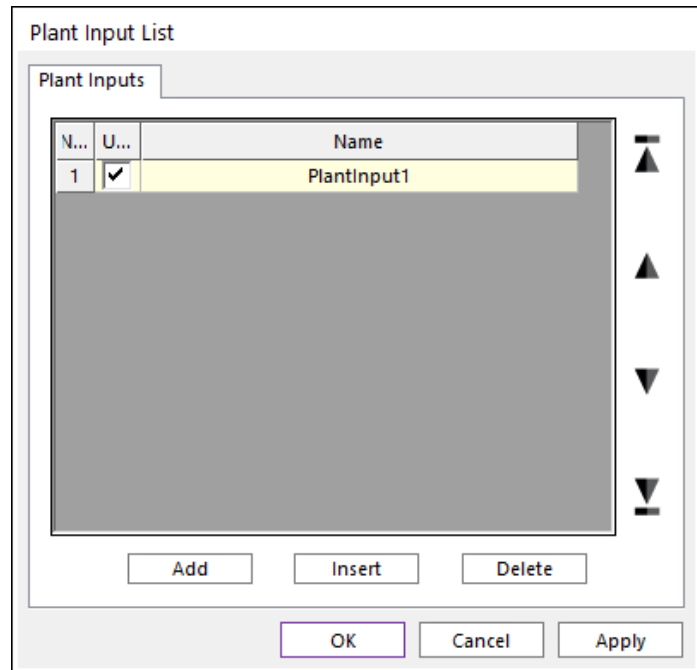 Plant Input List
Plant Inputs
N... U... Name
1 PlantInput1
Add Insert Delete
OK Cancel Apply